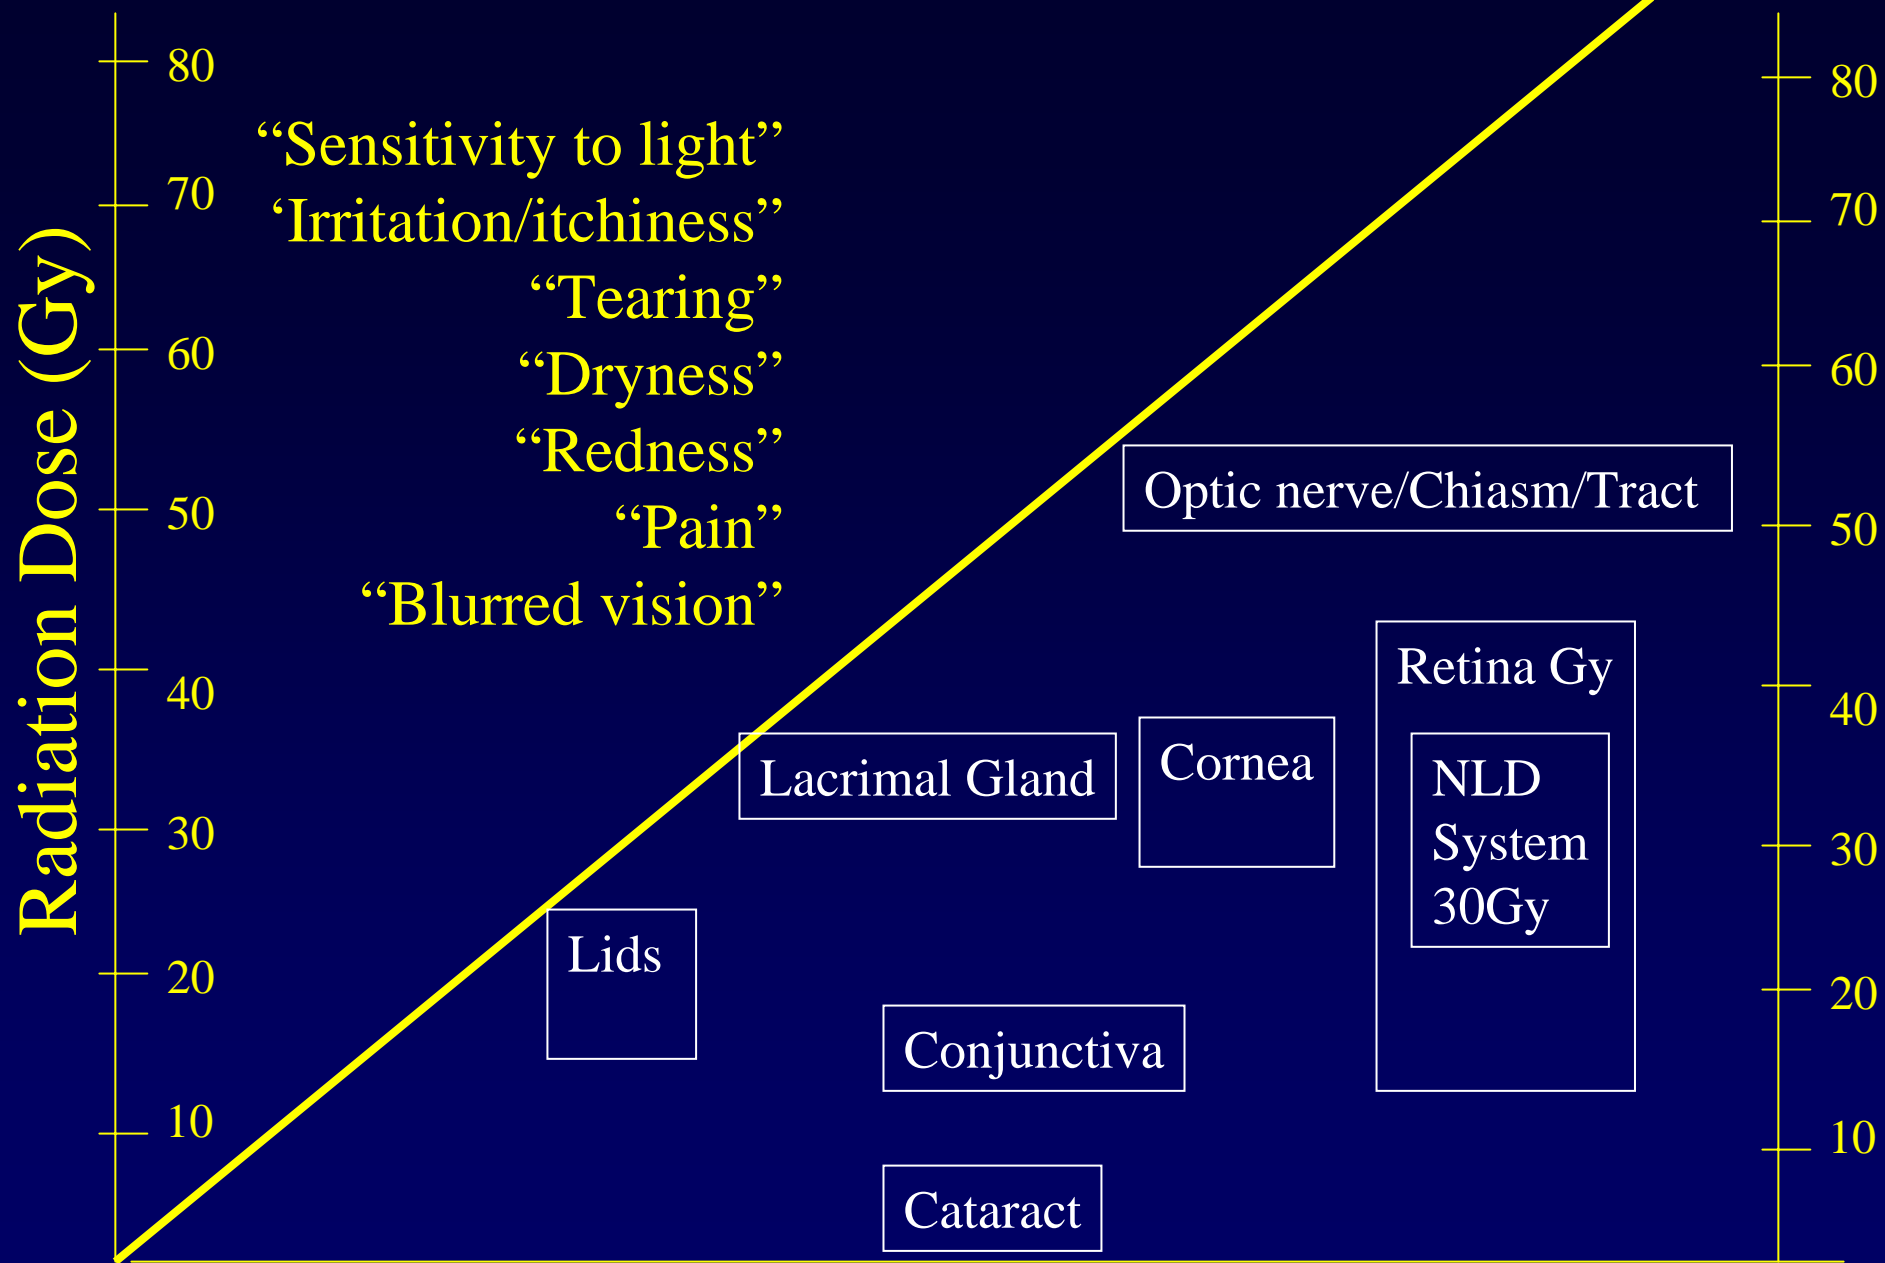 Radiation Dose (Gy)
80
70
60
50
40
30
20
10
“Sensitivity to light”
‘Irritation/itchiness”
“Tearing”
“Dryness”
“Redness”
“Pain”
“Blurred vision”
Optic nerve/Chiasm/Tract
Retina Gy
Lacrimal Gland
Cornea
NLD
System
30Gy
Lids
Conjunctiva
Cataract
80
70
60
50
40
30
20
10